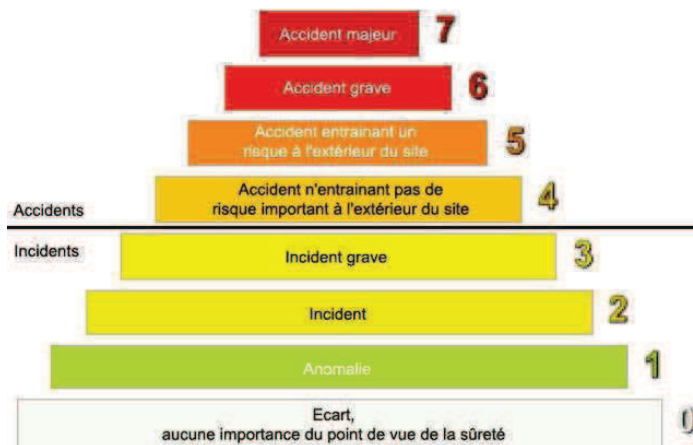 Accident majeur 7
Accident grave 6
Accident entrainant un
risque à l'extérieur du site 5
Accident n'entrainant pas de
risque important à l'extérieur du site 4
Accidents
Incidents
Incident grave 3
Incident 2
Anomalie 1
Ecart,
aucune importance du point de vue de la sûreté 0